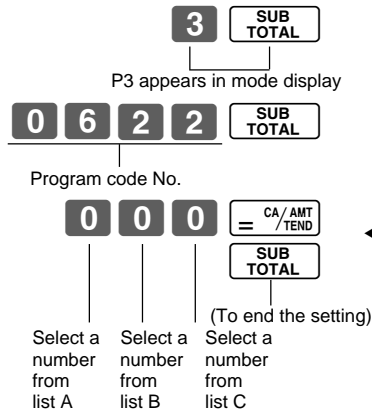 3 SUB TOTAL
P3 appears in mode display
0 6 2 2 SUB TOTAL
Program code No.
0 0 0 = CA/AMT TEND
SUB TOTAL
(To end the setting)
Select a number from list A
Select a number from list B
Select a number from list C